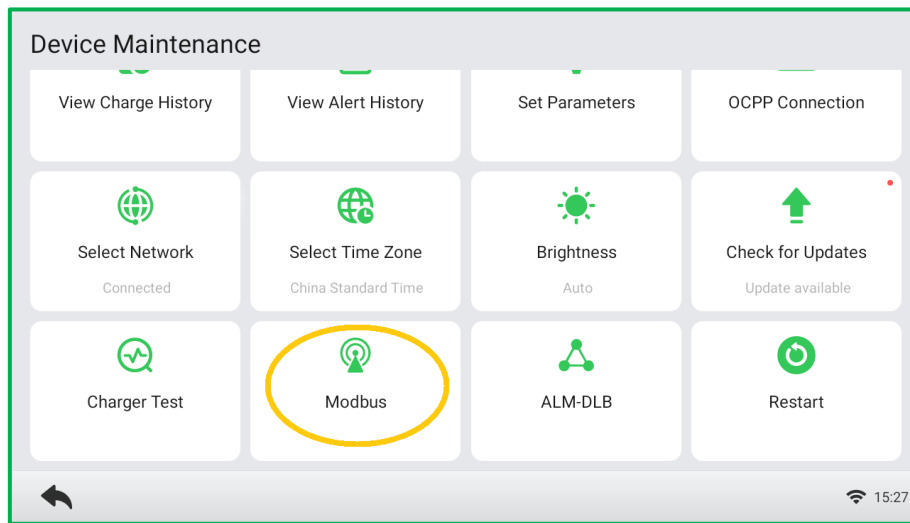 Device Maintenance
View Charge History
View Alert History
Set Parameters
OCPP Connection
Select Network
Connected
Select Time Zone
China Standard Time
Brightness
Auto
Check for Updates
Update available
Charger Test
Modbus
ALM-DLB
Restart
15:27